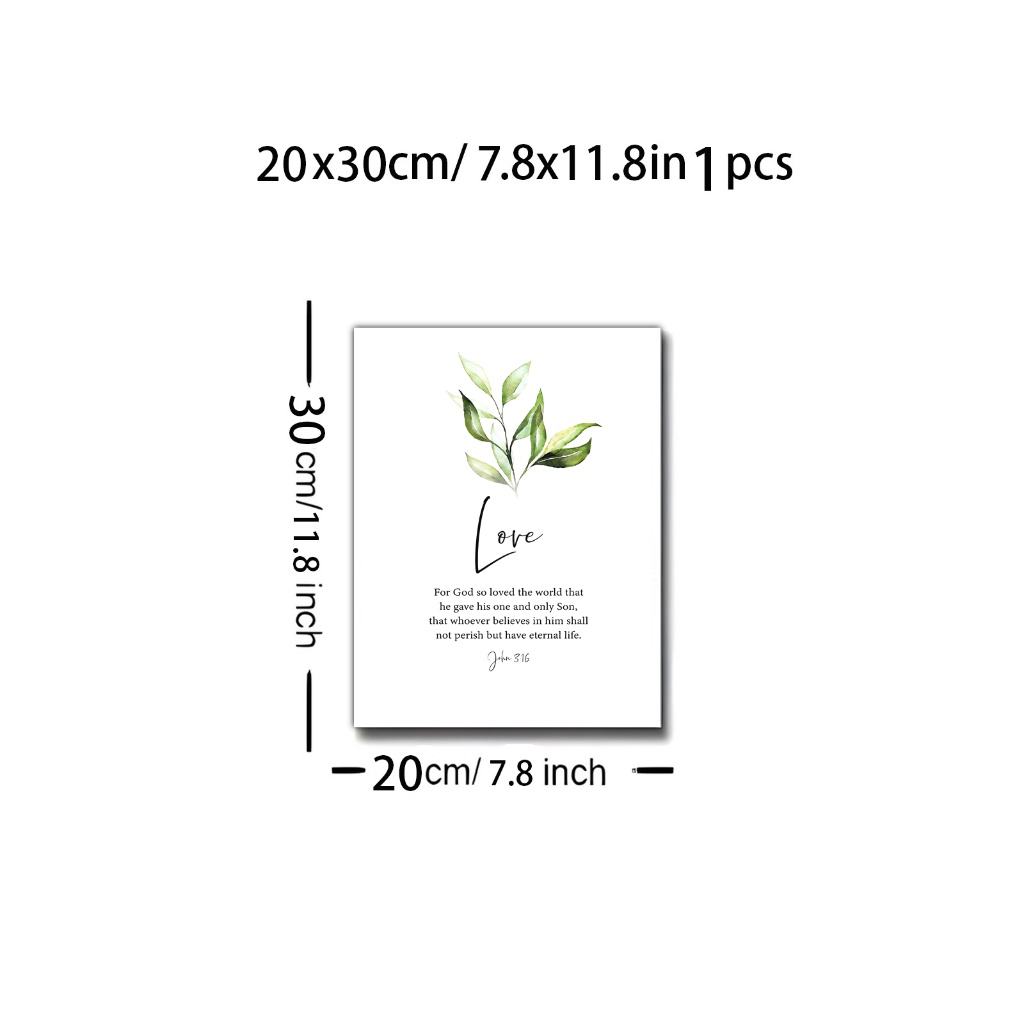 20x30cm/ 7.8x11.8in 1 pcs
30cm/11.8 inch
Love
For God so loved the world that
he gave his one and only Son,
that whoever believes in him shall
not perish but have eternal life.
John 3:16
20cm/ 7.8 inch